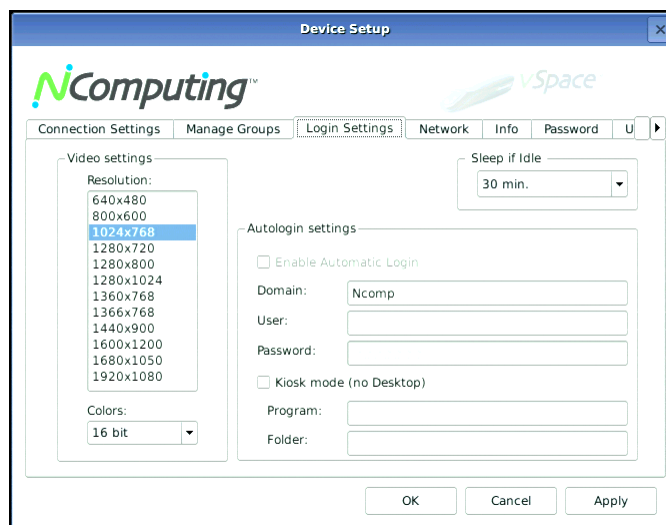 Device Setup
NComputing™
vSpace
Connection Settings
Manage Groups
Login Settings
Network
Info
Password
U
Video settings
Resolution:
640x480
800x600
1024x768
1280x720
1280x800
1280x1024
1360x768
1366x768
1440x900
1600x1200
1680x1050
1920x1080
Colors:
16 bit
Sleep if Idle
30 min.
Autologin settings
Enable Automatic Login
Domain:
Ncomp
User:
Password:
Kiosk mode (no Desktop)
Program:
Folder:
OK
Cancel
Apply